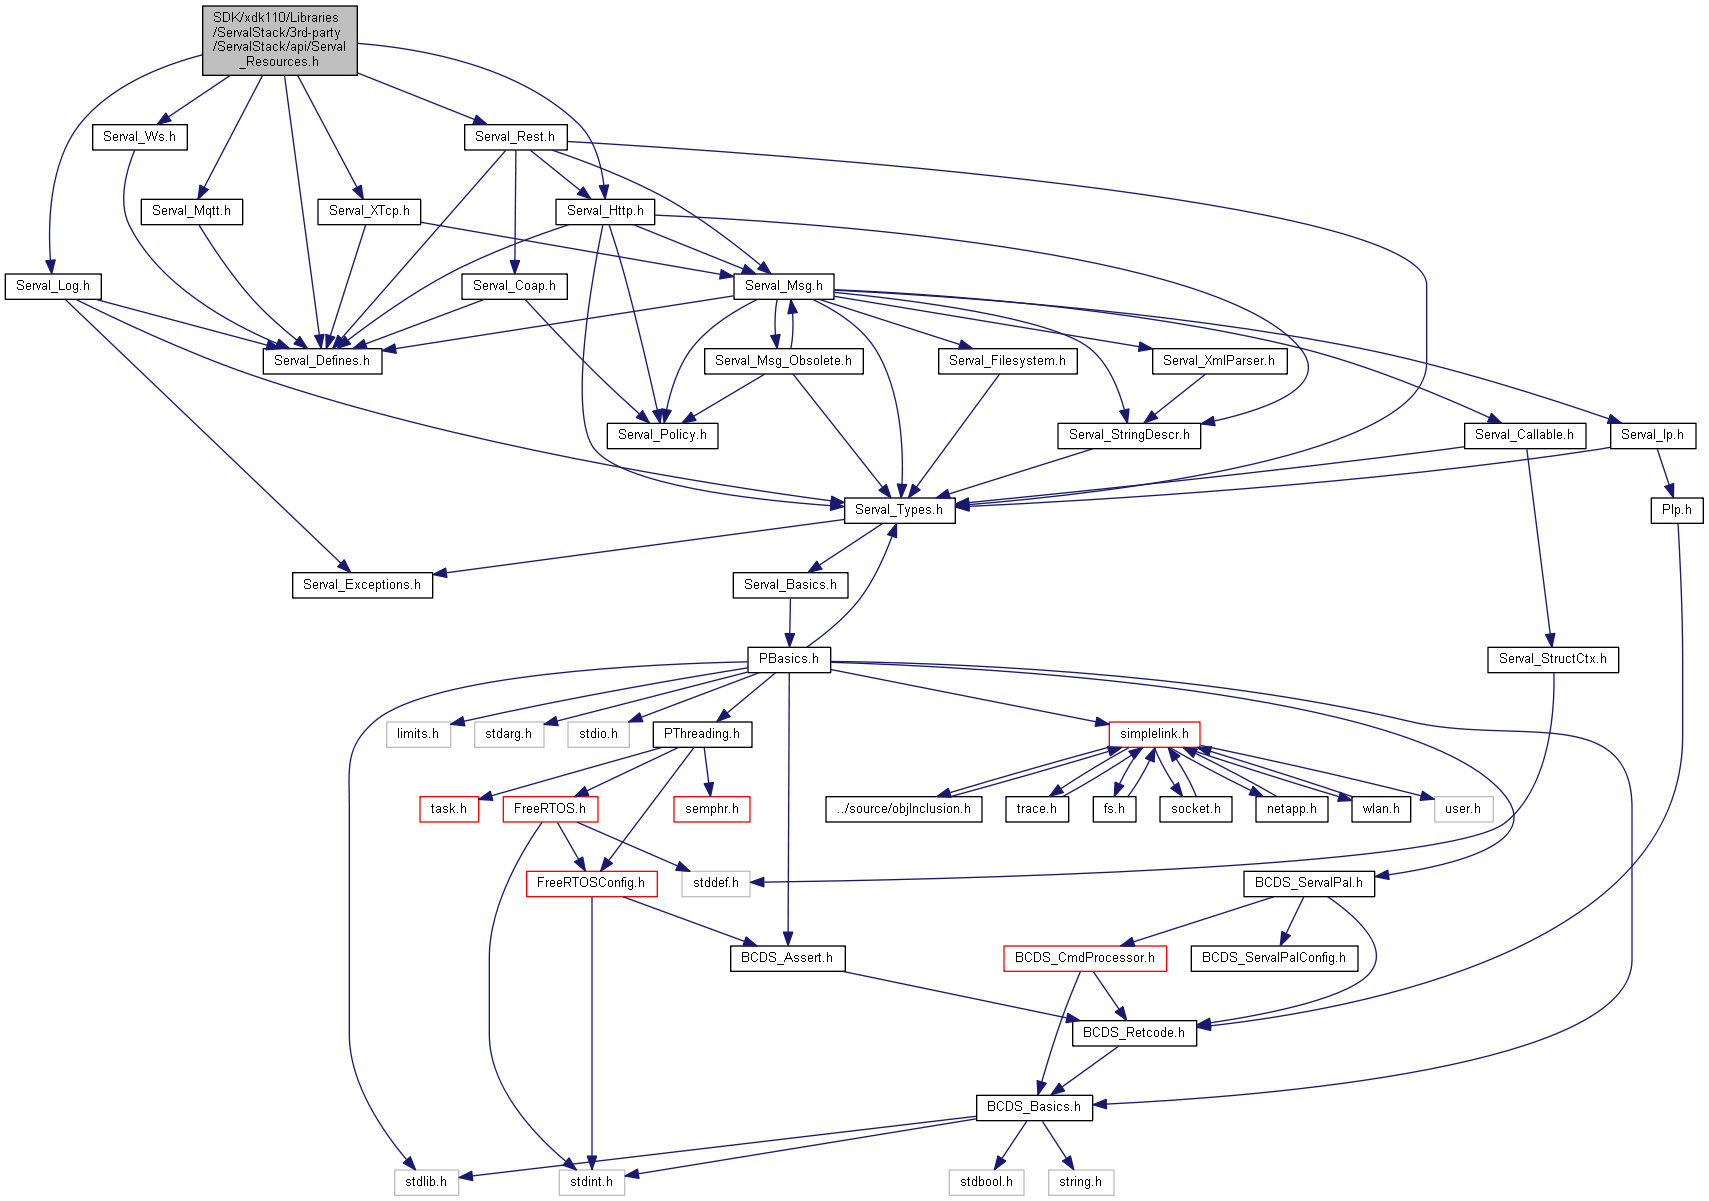 SDK/xdk110/Libraries
/ServalStack/3rd-party
/ServalStack/api/Serval
_Resources.h
Serval_Ws.h
Serval_Rest.h
Serval_Mqtt.h
Serval_XTcp.h
Serval_Http.h
Serval_Log.h
Serval_Coap.h
Serval_Msg.h
Serval_Defines.h
Serval_Msg_Obsolete.h
Serval_Filesystem.h
Serval_XmlParser.h
Serval_Policy.h
Serval_StringDescr.h
Serval_Callable.h
Serval_Ip.h
Serval_Types.h
PIp.h
Serval_Exceptions.h
Serval_Basics.h
PBasics.h
Serval_StructCtx.h
limits.h
stdarg.h
stdio.h
PThreading.h
simplelink.h
task.h
FreeRTOS.h
semphr.h
../source/objInclusion.h
trace.h
fs.h
socket.h
netapp.h
wlan.h
user.h
FreeRTOSConfig.h
stddef.h
BCDS_ServalPal.h
BCDS_Assert.h
BCDS_CmdProcessor.h
BCDS_ServalPalConfig.h
BCDS_Retcode.h
BCDS_Basics.h
stdlib.h
stdint.h
stdbool.h
string.h